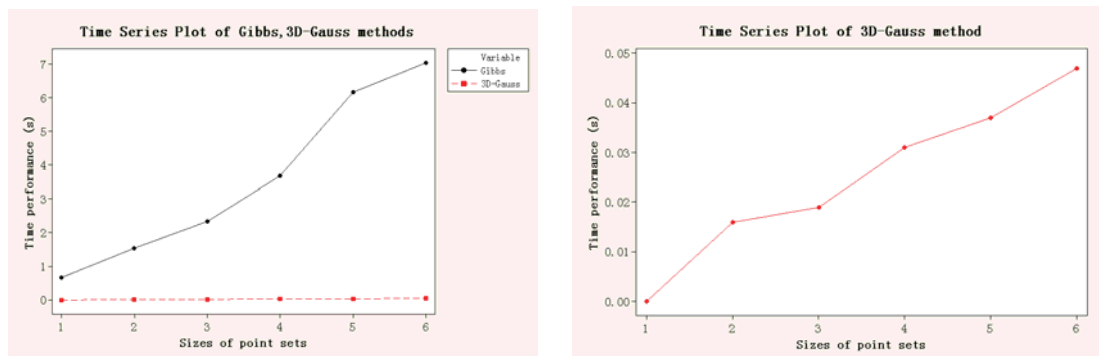 Time Series Plot of Gibbs,3D-Gauss methods
Time performance (s)
7
6
5
4
3
2
1
0
1 2 3 4 5 6
Sizes of point sets
Variable
Gibbs
3D-Gauss
Time Series Plot of 3D-Gauss method
Time performance (s)
0.05
0.04
0.03
0.02
0.01
0.00
1 2 3 4 5 6
Sizes of point sets